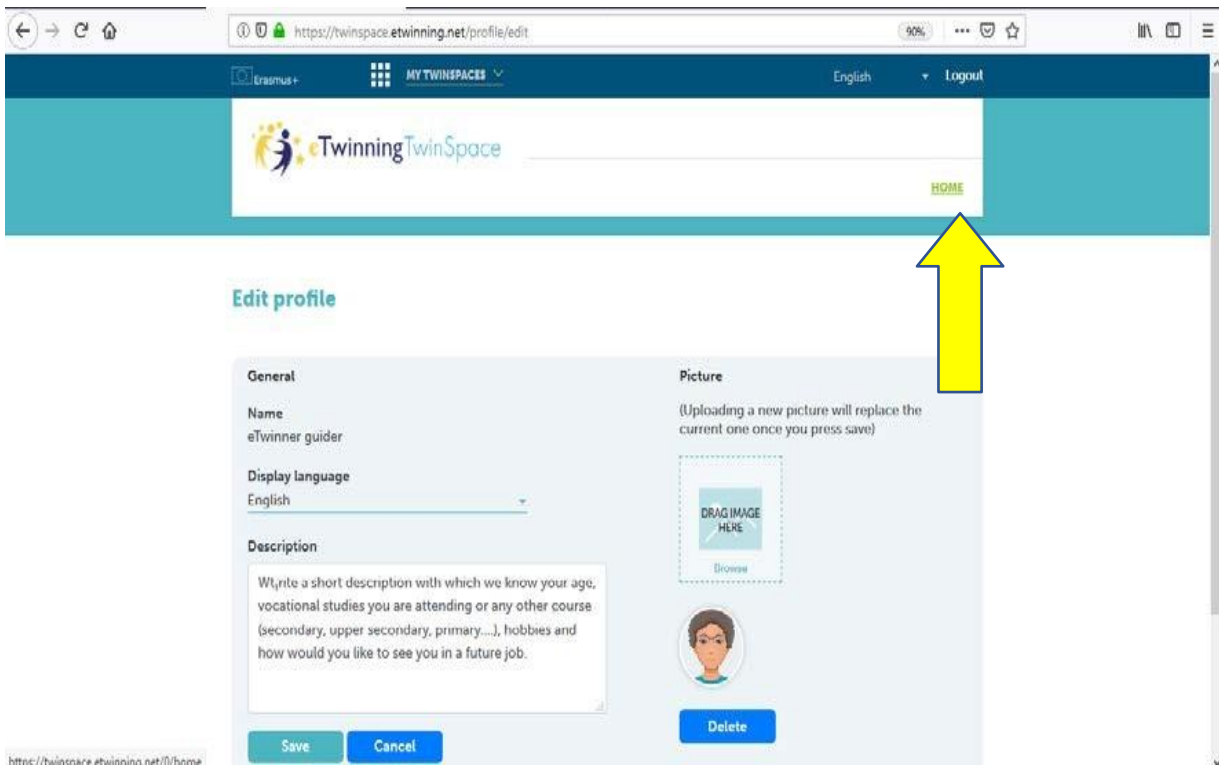 https://twinspace.etwinning.net/profile/edit 90%
Erasmus+ MY TWINSPACES English Logout
eTwinningTwinSpace
HOME
Edit profile
General
Name
eTwinner guider
Display language
English
Description
Wt,rite a short description with which we know your age,
vocational studies you are attending or any other course
(secondary, upper secondary, primary....), hobbies and
how would you like to see you in a future job.
Save Cancel
Picture
(Uploading a new picture will replace the
current one once you press save)
DRAG IMAGE
HERE
Browse
Delete
https://twinspace.etwinning.net/0/home